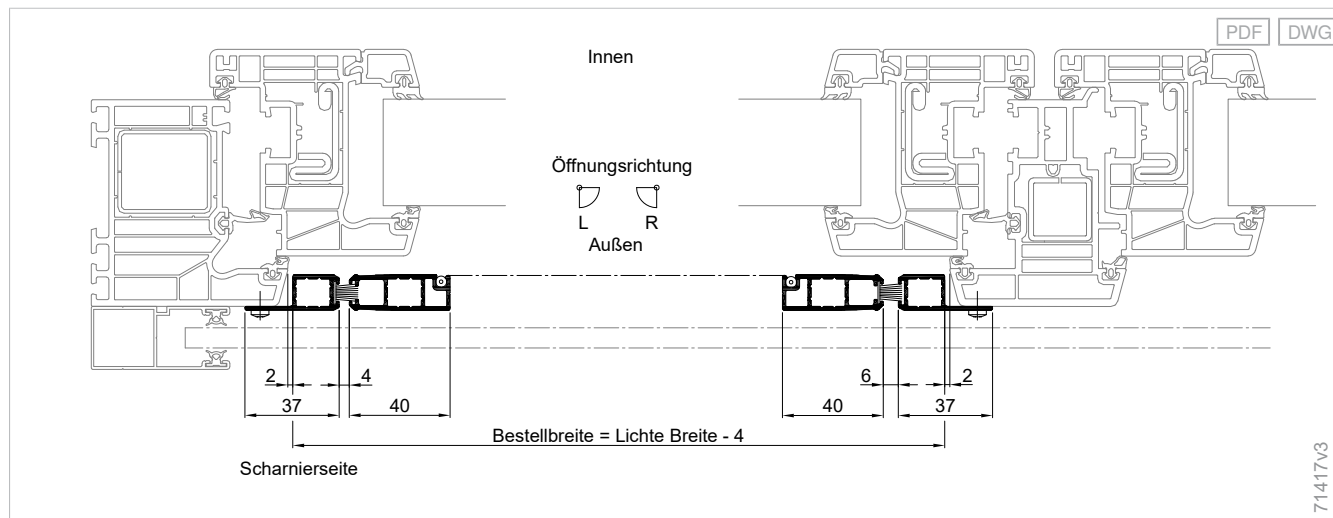 PDF DWG
Innen
Öffnungsrichtung
L R
Außen
2 4 6 2
37 40 40 37
Bestellbreite = Lichte Breite - 4
Scharnierseite
71417v3